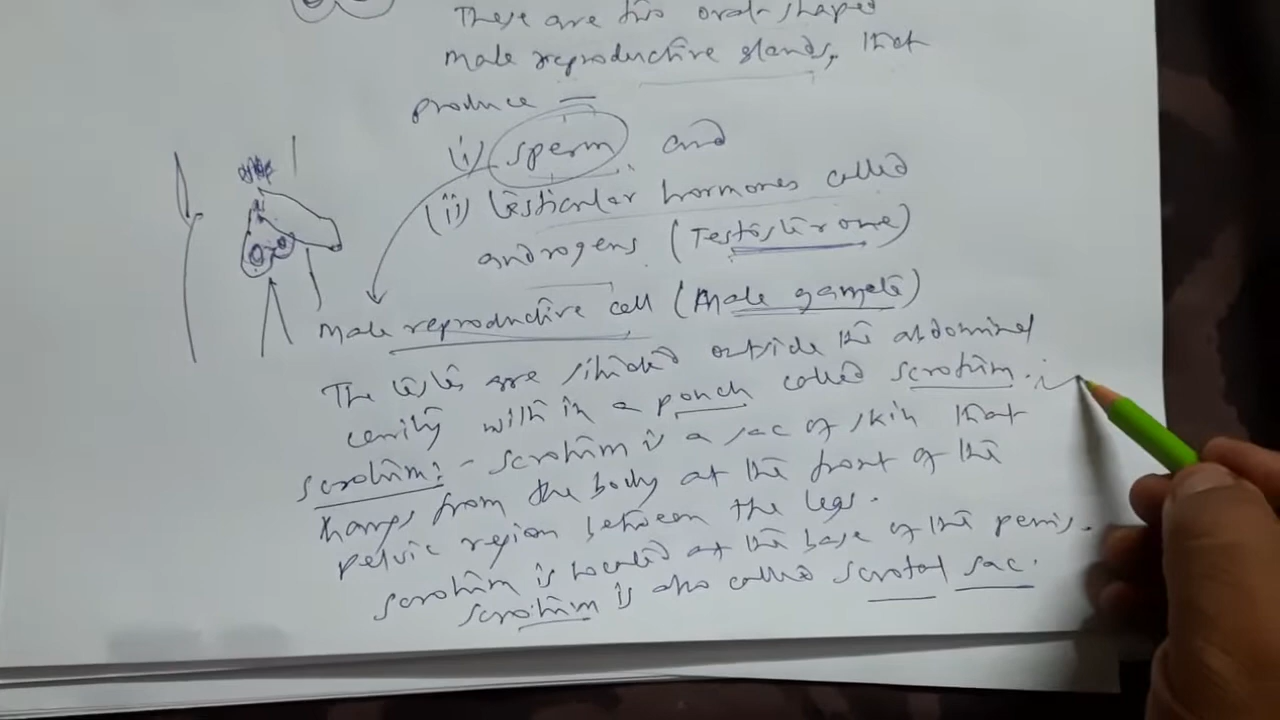 These are two oval-shaped
male reproductive glands, that
produce =
(i) sperm and
(ii) testicular hormones called
androgens (Testosterone)
male reproductive cell (Male gamete)
The testes are situated outside the abdominal
cavity with in a pouch called scrotum.
scrotum:- scrotum is a sac of skin that
hangs from the body at the front of the
pelvic region between the legs.
scrotum is located at the base of the penis.
scrotum is also called scrotal sac.